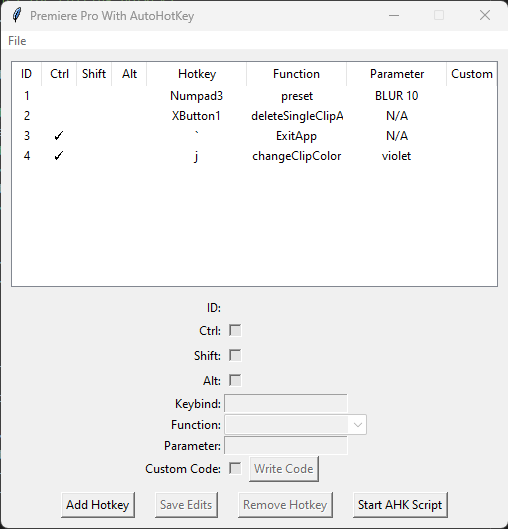 Premiere Pro With AutoHotKey
File
ID Ctrl Shift Alt Hotkey Function Parameter Custom
1 Numpad3 preset BLUR 10
2 XButton1 deleteSingleClipA N/A
3 ✓ ` ExitApp N/A
4 ✓ j changeClipColor violet
ID:
Ctrl:
Shift:
Alt:
Keybind:
Function:
Parameter:
Custom Code: Write Code
Add Hotkey Save Edits Remove Hotkey Start AHK Script